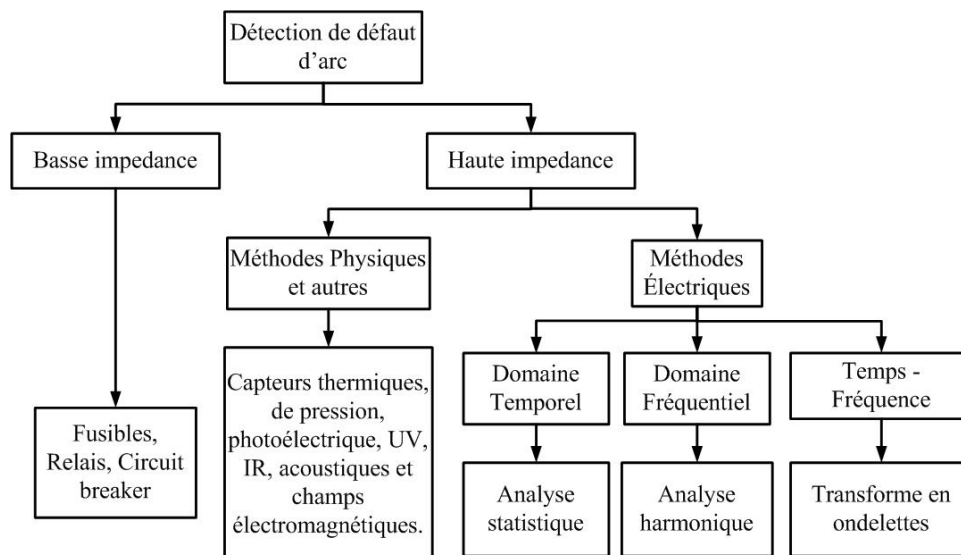 Détection de défaut
d'arc
Basse impedance
Haute impedance
Méthodes Physiques
et autres
Méthodes
Électriques
Capteurs thermiques,
de pression,
photoélectrique, UV,
IR, acoustiques et
champs
électromagnétiques.
Domaine
Temporel
Domaine
Fréquentiel
Temps -
Fréquence
Fusibles,
Relais, Circuit
breaker
Analyse
statistique
Analyse
harmonique
Transforme en
ondelettes